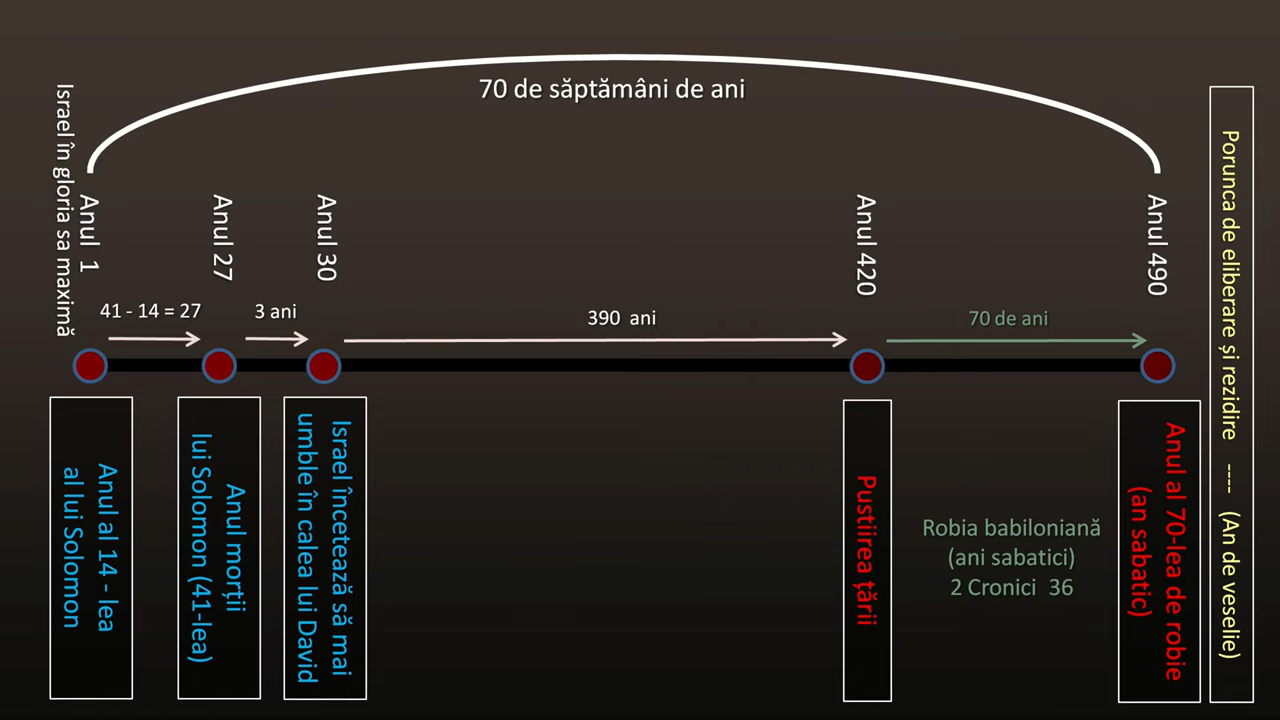 70 de săptămâni de ani
Israel în gloria sa maximă
Anul 1
Anul 27
Anul 30
Anul 420
Anul 490
41 - 14 = 27
3 ani
390 ani
70 de ani
Anul al 14 - lea
al lui Solomon
Anul morții
lui Solomon (41-lea)
Israel încetează să mai
umble în calea lui David
Pustiirea țării
Robia babiloniană
(ani sabatici)
2 Cronici 36
Anul al 70-lea de robie
(an sabatic)
Porunca de eliberare și rezidire ---- (An de veselie)